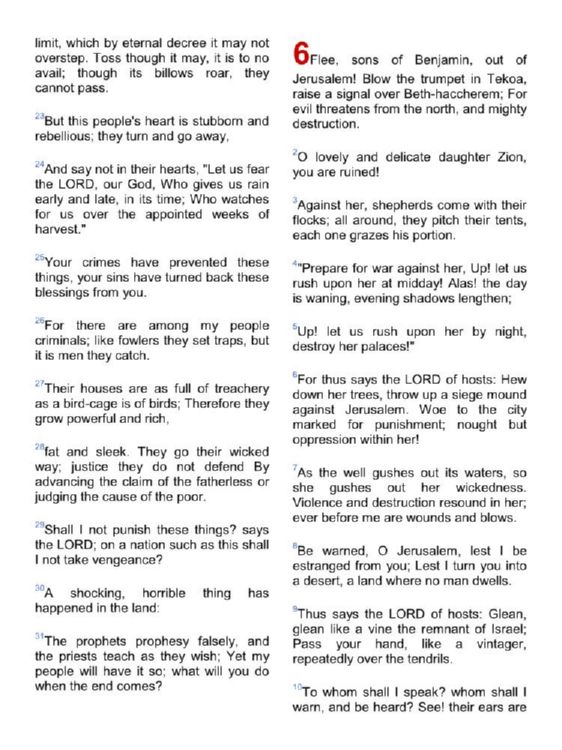 limit, which by eternal decree it may not
overstep. Toss though it may, it is to no
avail; though its billows roar, they
cannot pass.
23But this people's heart is stubborn and
rebellious; they turn and go away,
24And say not in their hearts, "Let us fear
the LORD, our God, Who gives us rain
early and late, in its time; Who watches
for us over the appointed weeks of
harvest."
25Your crimes have prevented these
things, your sins have turned back these
blessings from you.
26For there are among my people
criminals; like fowlers they set traps, but
it is men they catch.
27Their houses are as full of treachery
as a bird-cage is of birds; Therefore they
grow powerful and rich,
28fat and sleek. They go their wicked
way; justice they do not defend By
advancing the claim of the fatherless or
judging the cause of the poor.
29Shall I not punish these things? says
the LORD; on a nation such as this shall
I not take vengeance?
30A shocking, horrible thing has
happened in the land:
31The prophets prophesy falsely, and
the priests teach as they wish; Yet my
people will have it so; what will you do
when the end comes?
6Flee, sons of Benjamin, out of
Jerusalem! Blow the trumpet in Tekoa,
raise a signal over Beth-haccherem; For
evil threatens from the north, and mighty
destruction.
2O lovely and delicate daughter Zion,
you are ruined!
3Against her, shepherds come with their
flocks; all around, they pitch their tents,
each one grazes his portion.
4"Prepare for war against her, Up! let us
rush upon her at midday! Alas! the day
is waning, evening shadows lengthen;
5Up! let us rush upon her by night,
destroy her palaces!"
6For thus says the LORD of hosts: Hew
down her trees, throw up a siege mound
against Jerusalem. Woe to the city
marked for punishment; nought but
oppression within her!
7As the well gushes out its waters, so
she gushes out her wickedness.
Violence and destruction resound in her;
ever before me are wounds and blows.
8Be warned, O Jerusalem, lest I be
estranged from you; Lest I turn you into
a desert, a land where no man dwells.
9Thus says the LORD of hosts: Glean,
glean like a vine the remnant of Israel;
Pass your hand, like a vintager,
repeatedly over the tendrils.
10To whom shall I speak? whom shall I
warn, and be heard? See! their ears are